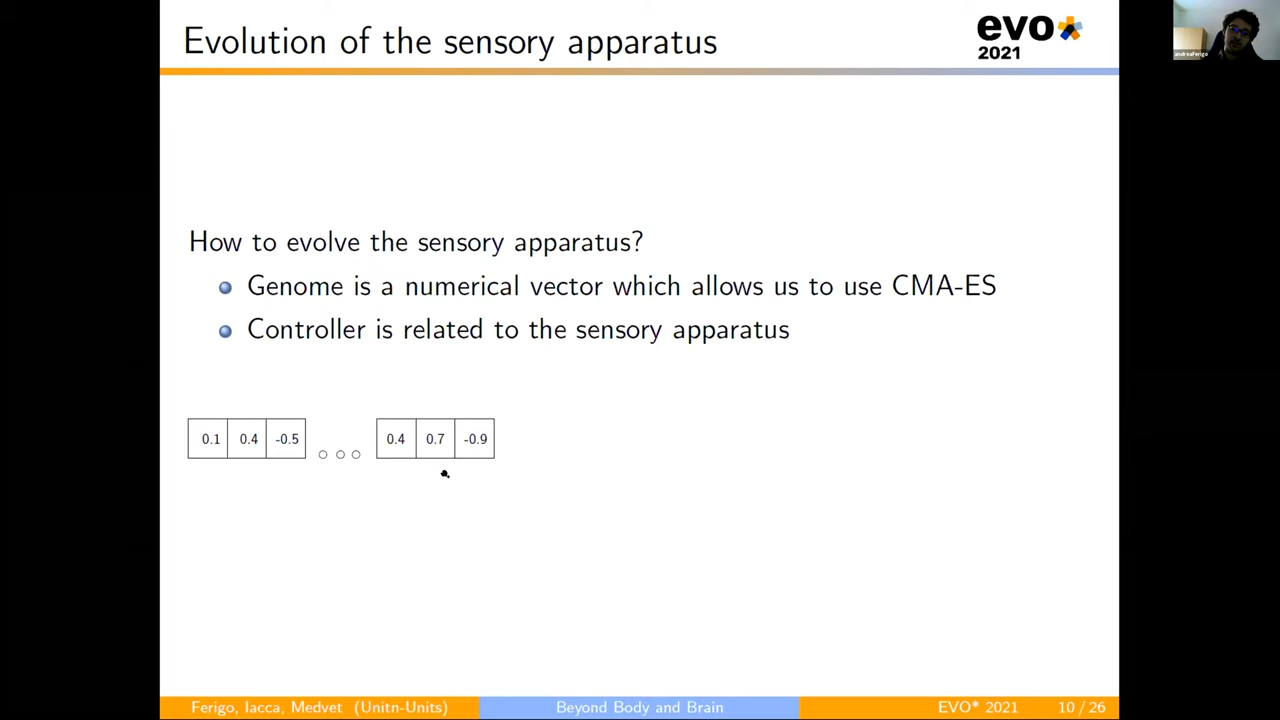 Evolution of the sensory apparatus
evo*
2021
andreaFerigo
How to evolve the sensory apparatus?
Genome is a numerical vector which allows us to use CMA-ES
Controller is related to the sensory apparatus
0.1 0.4 -0.5 0.4 0.7 -0.9
Ferigo, Iacca, Medvet (Unitn-Units) Beyond Body and Brain EVO* 2021 10 / 26